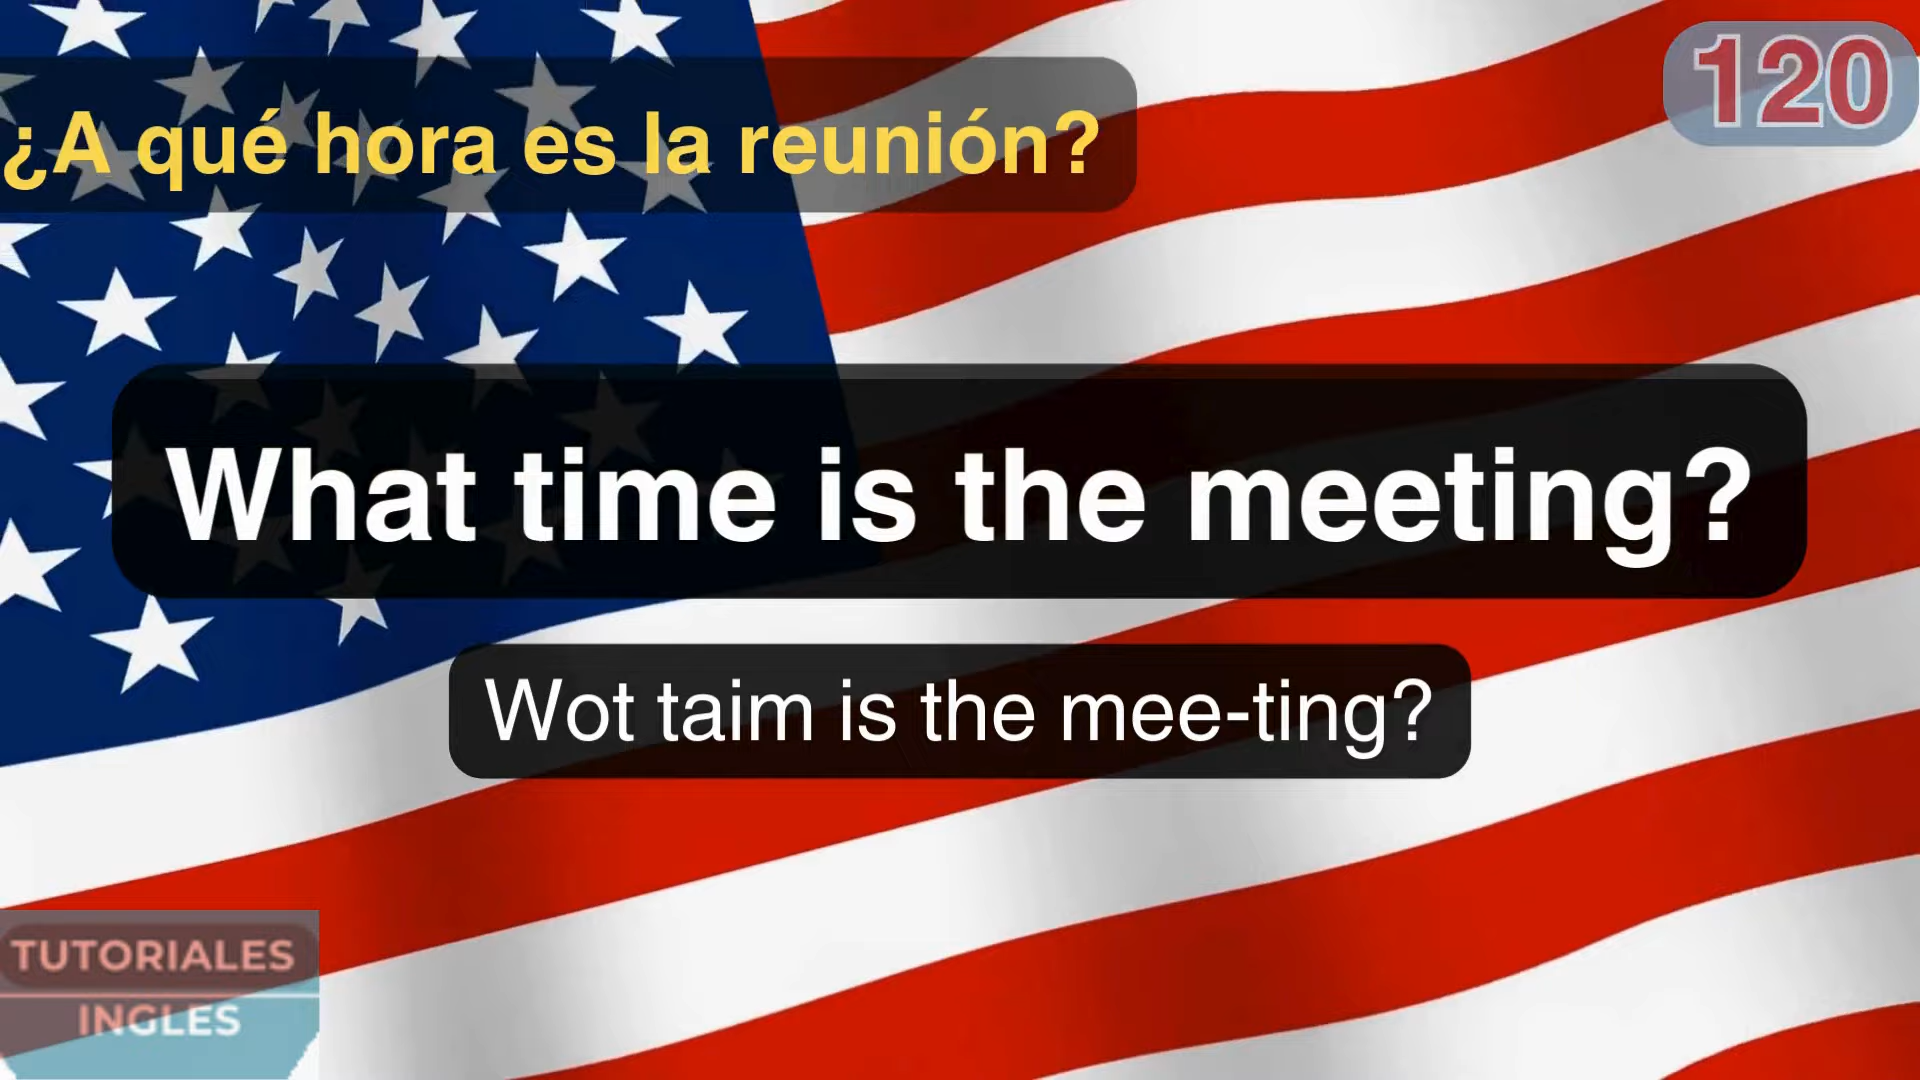 120
¿A qué hora es la reunión?
What time is the meeting?
Wot taim is the mee-ting?
TUTORIALES
INGLES